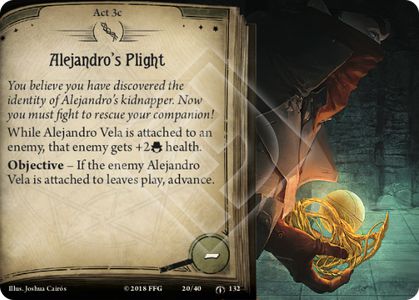 Act 3c
Alejandro's Plight
You believe you have discovered the
identity of Alejandro's kidnapper. Now
you must fight to rescue your companion!
While Alejandro Vela is attached to an
enemy, that enemy gets +2 health.
Objective – If the enemy Alejandro
Vela is attached to leaves play, advance.
–
Illus. Joshua Cairós © 2018 FFG 20/40 132